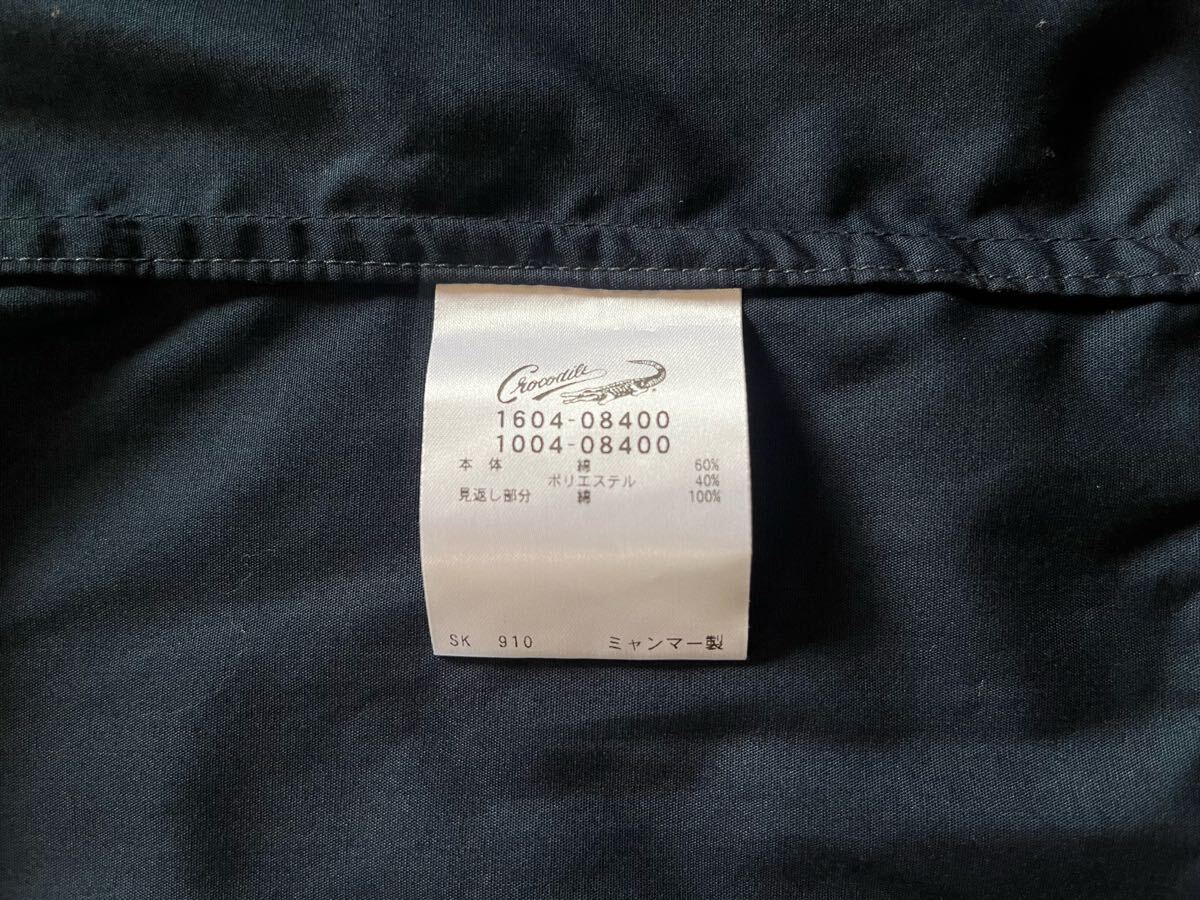 Crocodile
1604-08400
1004-08400
本体 綿 60%
ポリエステル 40%
見返し部分 綿 100%
SK 910 ミャンマー製